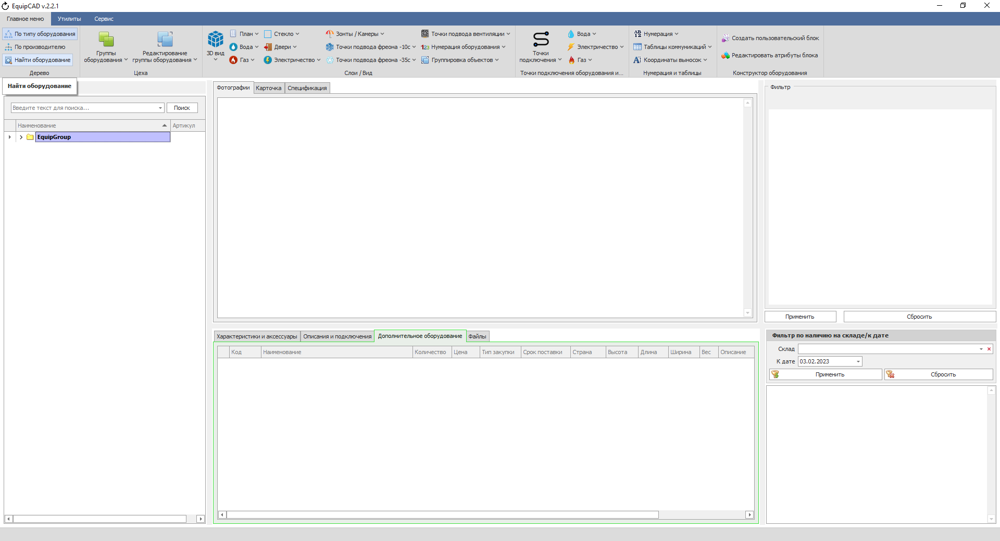 EquipCAD v.2.2.1
Главное меню Утилиты Сервис
По типу оборудования
По производителю
Найти оборудование
Дерево
Группы оборудования
Редактирование группы оборудования
Цеха
3D вид
План
Вода
Газ
Стекло
Двери
Электричество
Зонты / Камеры
Точки подвода фреона -10с
Точки подвода фреона -35с
Точки подвода вентиляции
123 Нумерация оборудования
Группировка объектов
Слои / Вид
Точки подключения
Вода
Электричество
Газ
Точки подключения оборудования и...
AB 12 Нумерация
Таблицы коммуникаций
Координаты выносок
Нумерация и таблицы
Создать пользовательский блок
Редактировать атрибуты блока
Конструктор оборудования
Найти оборудование
Введите текст для поиска... Поиск
Наименование Артикул
EquipGroup
Фотографии Карточка Спецификация
Фильтр
Применить Сбросить
Характеристики и аксессуары Описания и подключения Дополнительное оборудование Файлы
Код Наименование Количество Цена Тип закупки Срок поставки Страна Высота Длина Ширина Вес Описание
Фильтр по наличию на складе/к дате
Склад
К дате 03.02.2023
Применить Сбросить